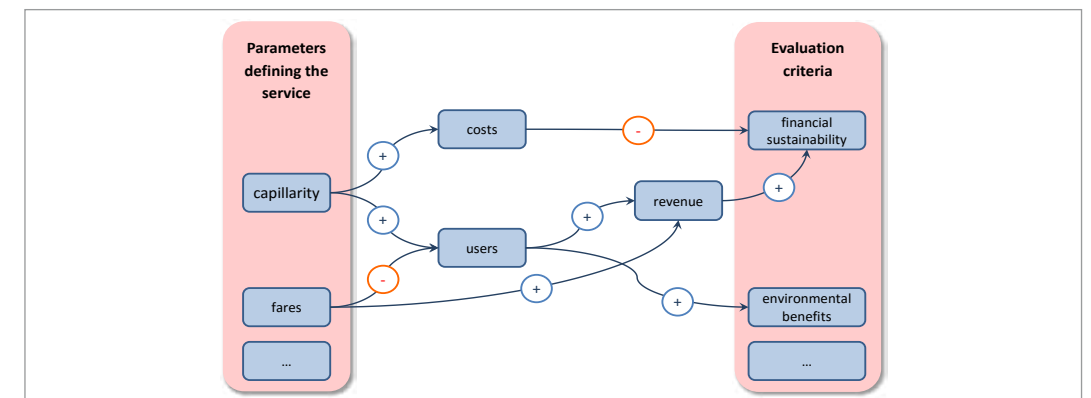 Parameters
defining the
service
Evaluation
criteria
costs
-
financial
sustainability
+
capillarity
+
revenue
+
+
users
+
-
fares
+
+
environmental
benefits
...
...